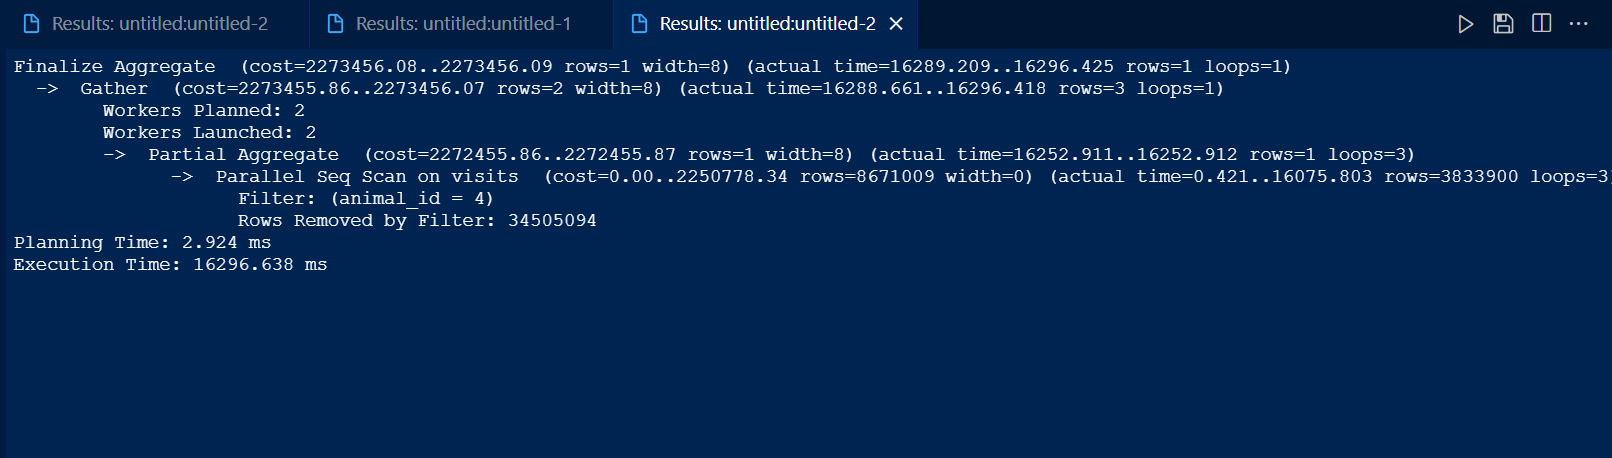 Results: untitled:untitled-2 Results: untitled:untitled-1 Results: untitled:untitled-2
Finalize Aggregate (cost=2273456.08..2273456.09 rows=1 width=8) (actual time=16289.209..16296.425 rows=1 loops=1)
-> Gather (cost=2273455.86..2273456.07 rows=2 width=8) (actual time=16288.661..16296.418 rows=3 loops=1)
Workers Planned: 2
Workers Launched: 2
-> Partial Aggregate (cost=2272455.86..2272455.87 rows=1 width=8) (actual time=16252.911..16252.912 rows=1 loops=3)
-> Parallel Seq Scan on visits (cost=0.00..2250778.34 rows=8671009 width=0) (actual time=0.421..16075.803 rows=3833900 loops=3)
Filter: (animal_id = 4)
Rows Removed by Filter: 34505094
Planning Time: 2.924 ms
Execution Time: 16296.638 ms